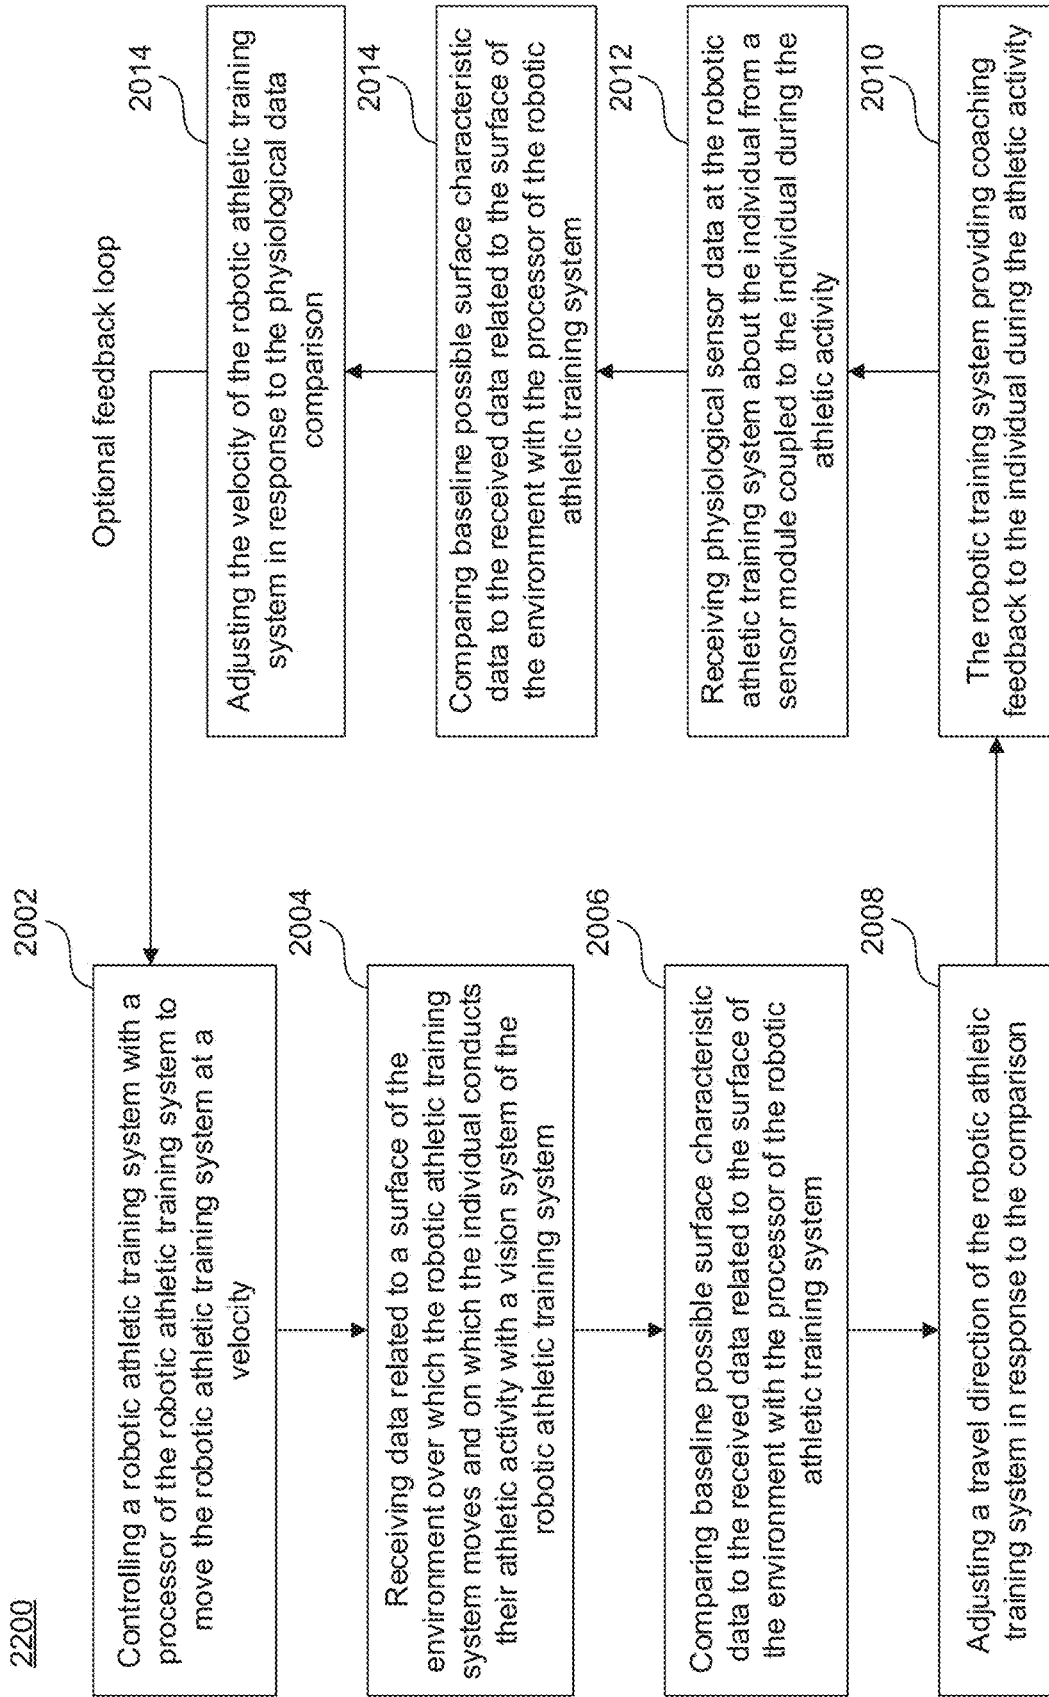 2200
2002
Controlling a robotic athletic training system with a
processor of the robotic athletic training system to
move the robotic athletic training system at a
velocity
2004
Receiving data related to a surface of the
environment over which the robotic athletic training
system moves and on which the individual conducts
their athletic activity with a vision system of the
robotic athletic training system
2006
Comparing baseline possible surface characteristic
data to the received data related to the surface of
the environment with the processor of the robotic
athletic training system
2008
Adjusting a travel direction of the robotic athletic
training system in response to the comparison
2010
The robotic training system providing coaching
feedback to the individual during the athletic activity
2012
Receiving physiological sensor data at the robotic
athletic training system about the individual from a
sensor module coupled to the individual during the
athletic activity
2014
Comparing baseline possible surface characteristic
data to the received data related to the surface of
the environment with the processor of the robotic
athletic training system
2014
Adjusting the velocity of the robotic athletic training
system in response to the physiological data
comparison
Optional feedback loop